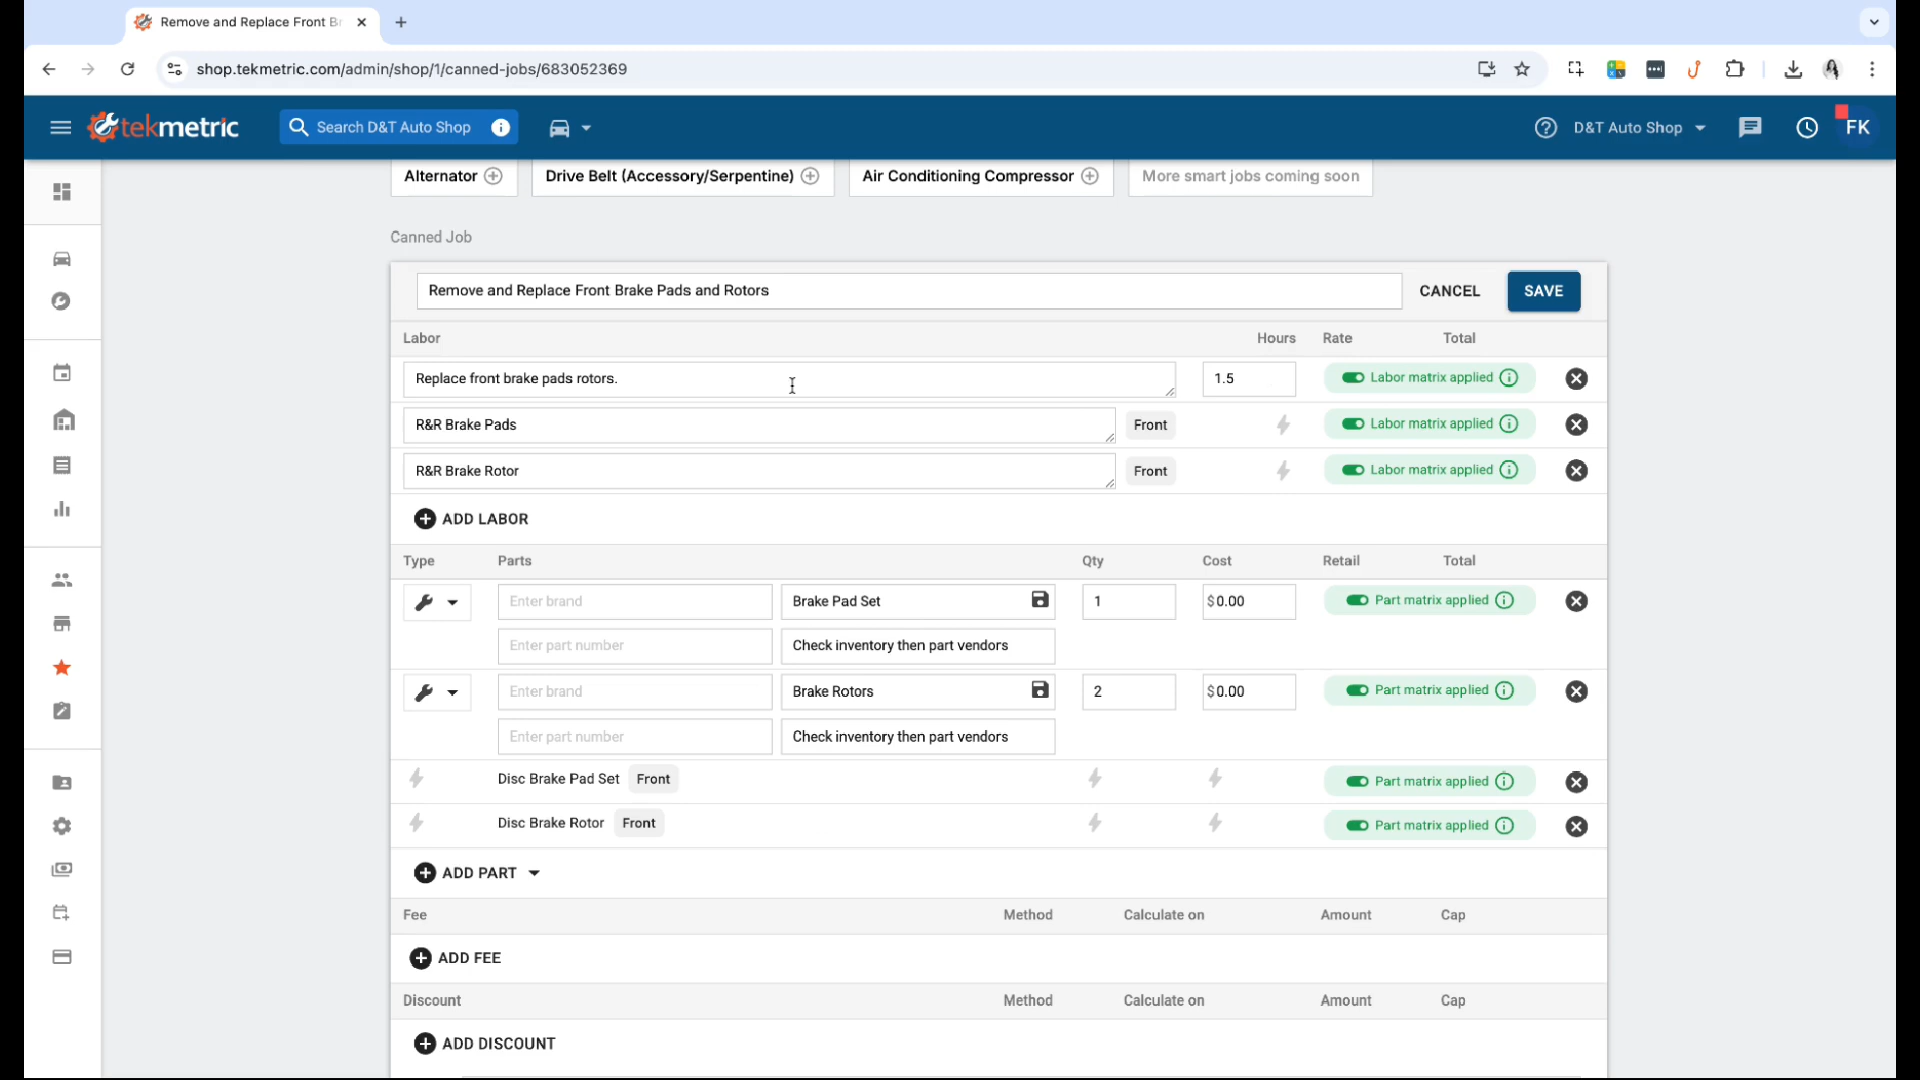 Remove and Replace Front Br
shop.tekmetric.com/admin/shop/1/canned-jobs/683052369
tekmetric
Search D&T Auto Shop
D&T Auto Shop
FK
Alternator
Drive Belt (Accessory/Serpentine)
Air Conditioning Compressor
More smart jobs coming soon
Canned Job
Remove and Replace Front Brake Pads and Rotors
CANCEL
SAVE
Labor Hours Rate Total
Replace front brake pads rotors. 1.5 Labor matrix applied
R&R Brake Pads Front Labor matrix applied
R&R Brake Rotor Front Labor matrix applied
ADD LABOR
Type Parts Qty Cost Retail Total
Enter brand Brake Pad Set 1 $0.00 Part matrix applied
Enter part number Check inventory then part vendors
Enter brand Brake Rotors 2 $0.00 Part matrix applied
Enter part number Check inventory then part vendors
Disc Brake Pad Set Front Part matrix applied
Disc Brake Rotor Front Part matrix applied
ADD PART
Fee Method Calculate on Amount Cap
ADD FEE
Discount Method Calculate on Amount Cap
ADD DISCOUNT